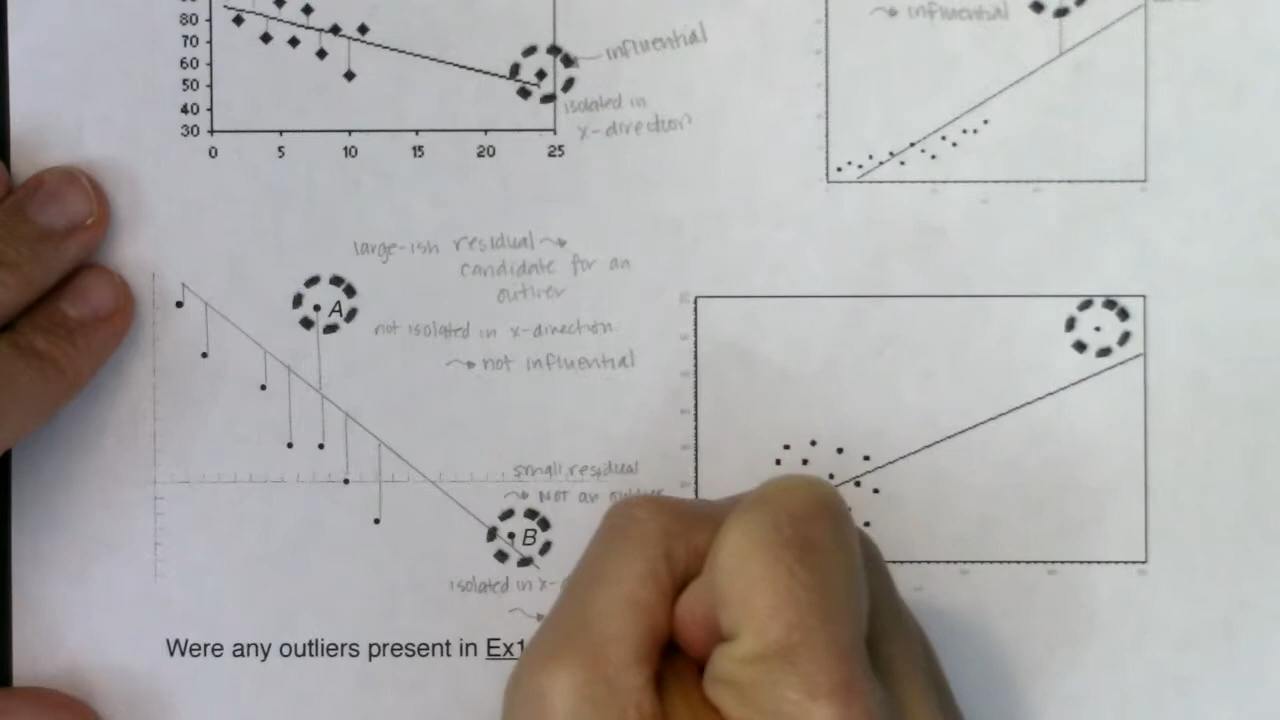 80
70
60
50
40
30
0 5 10 15 20 25
influential
isolated in
x-direction
~> influential
large-ish residual ~>
candidate for an
outlier
A
not isolated in x-direction
~> not influential
small residual
~> NOT an outlier
B
isolated in x-
~>
Were any outliers present in Ex1